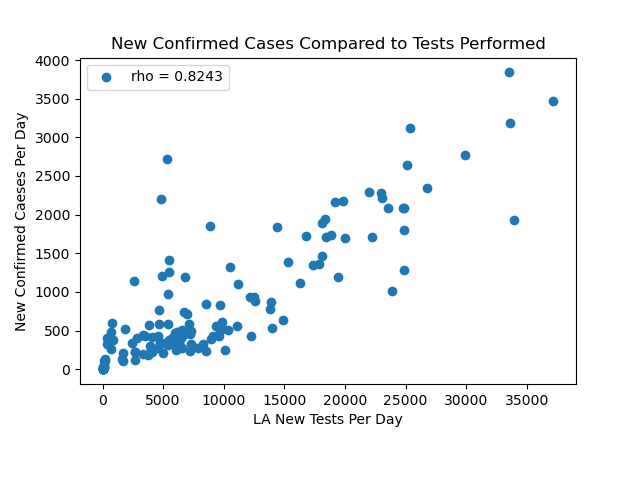 New Confirmed Cases Compared to Tests Performed
rho = 0.8243
New Confirmed Caeses Per Day
4000
3500
3000
2500
2000
1500
1000
500
0
0 5000 10000 15000 20000 25000 30000 35000
LA New Tests Per Day